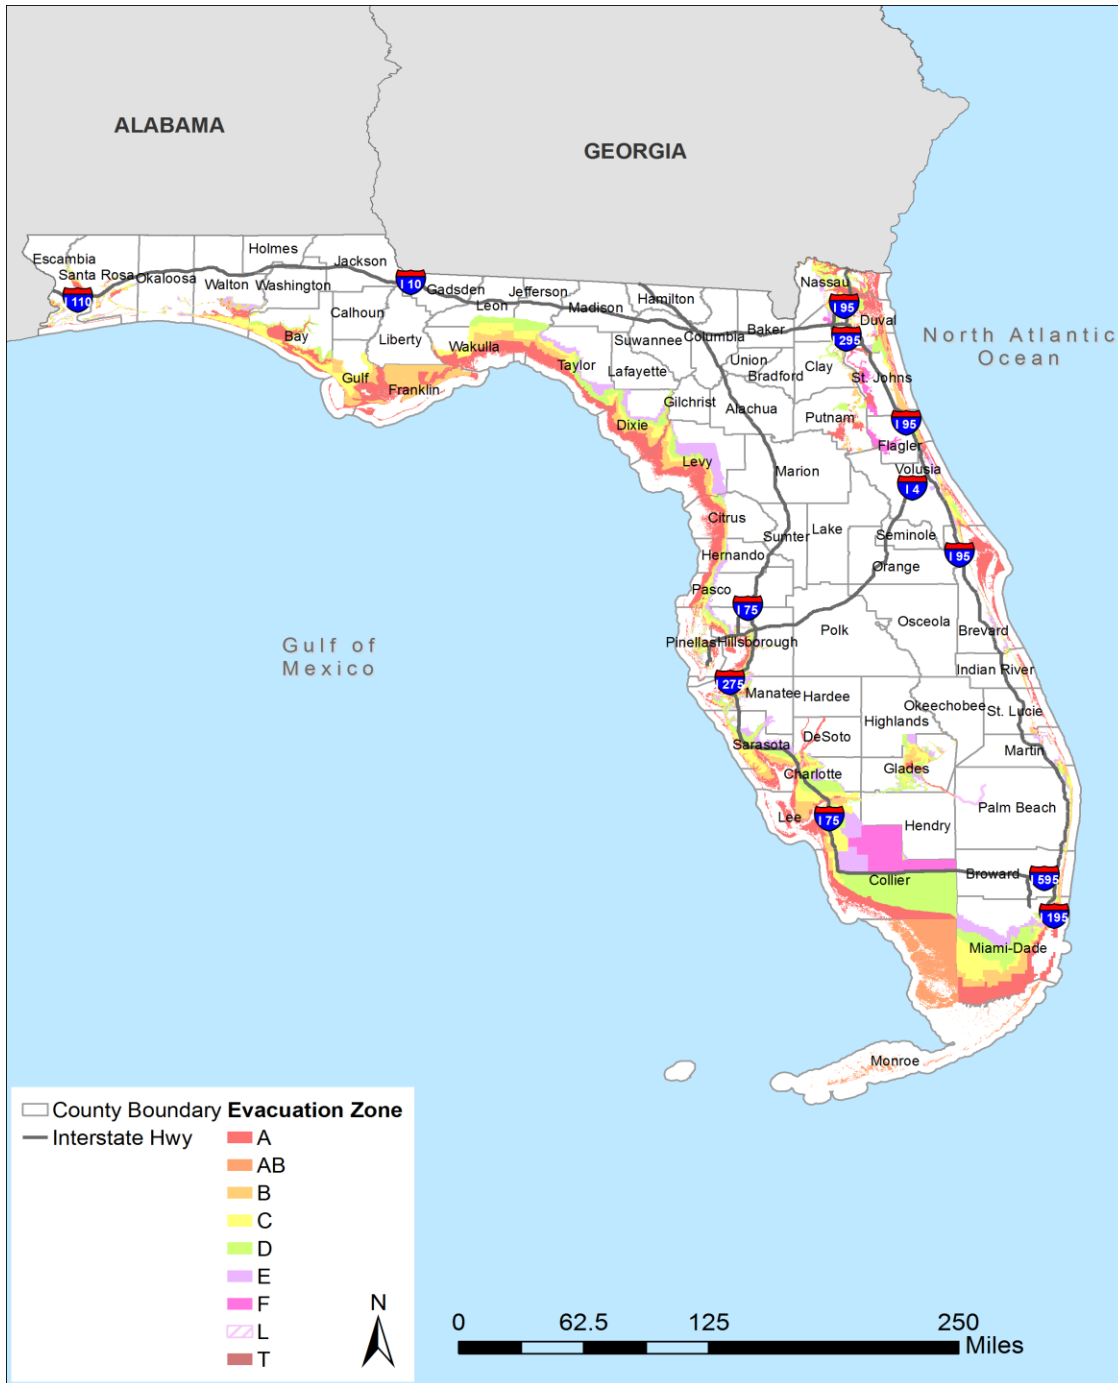 ALABAMA
GEORGIA
Escambia
Santa Rosa
Okaloosa
Walton
Holmes
Washington
Jackson
Calhoun
Bay
Gulf
Liberty
Franklin
Gadsden
Leon
Wakulla
Jefferson
Madison
Taylor
Hamilton
Suwannee
Lafayette
Columbia
Dixie
Gilchrist
Levy
Baker
Union
Bradford
Alachua
Nassau
Duval
Clay
St. Johns
Putnam
Flagler
Marion
Volusia
Citrus
Sumter
Lake
Seminole
Hernando
Orange
Pasco
Pinellas
Hillsborough
Polk
Osceola
Brevard
Indian River
Manatee
Hardee
Okeechobee
Highlands
St. Lucie
Sarasota
DeSoto
Martin
Charlotte
Glades
Lee
Hendry
Palm Beach
Collier
Broward
Miami-Dade
Monroe
I 110
I 10
I 95
I 295
I 95
I 4
I 95
I 75
I 275
I 75
I 595
I 195
North Atlantic
Ocean
Gulf of
Mexico
County Boundary
Interstate Hwy
Evacuation Zone
A
AB
B
C
D
E
F
L
T
N
0 62.5 125 250
Miles